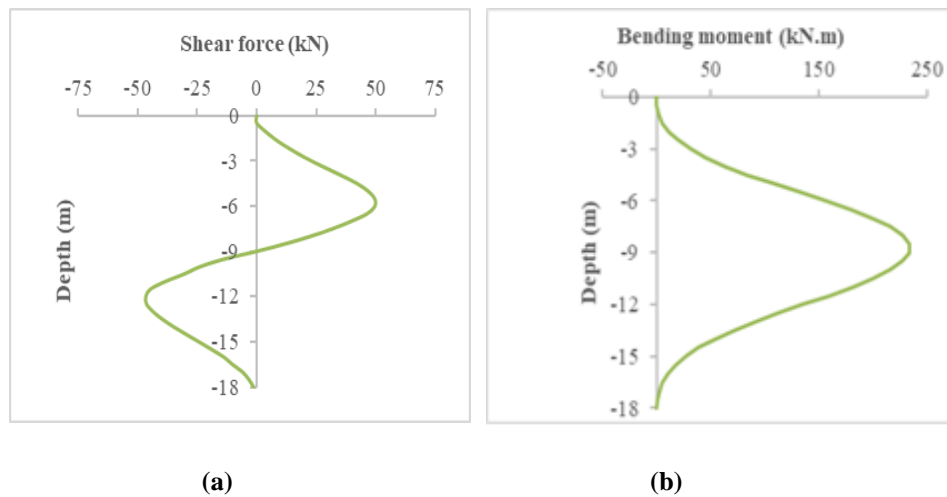 Shear force (kN)
-75 -50 -25 0 25 50 75
0
-3
-6
-9
-12
-15
-18
Depth (m)
(a)
Bending moment (kN.m)
-50 50 150 250
0
-3
-6
-9
-12
-15
-18
Depth (m)
(b)